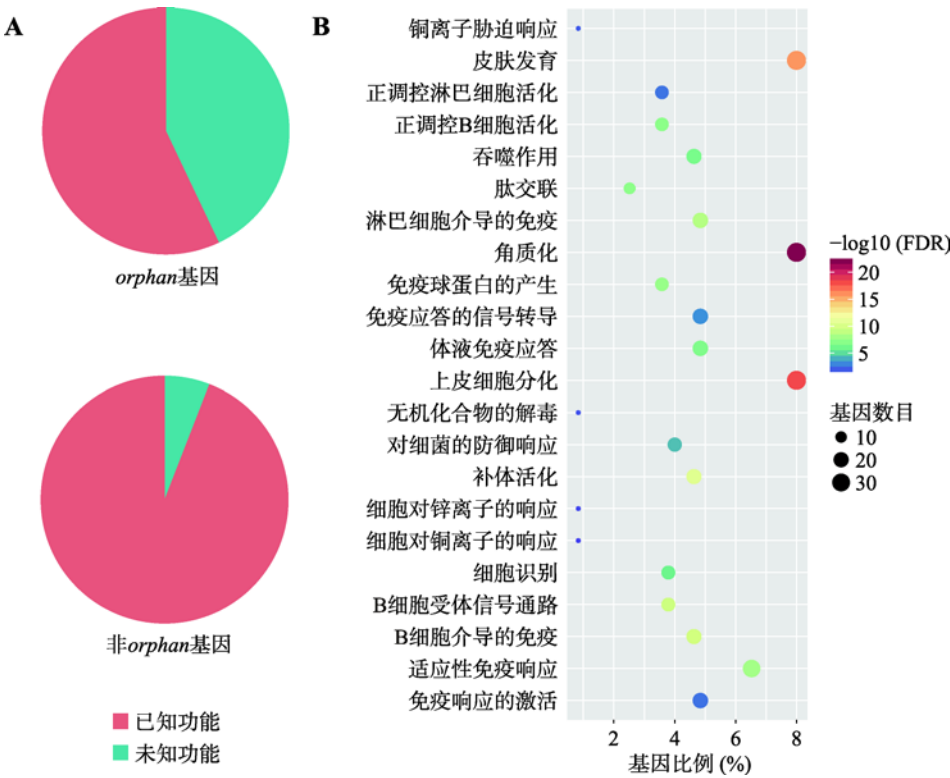 A
orphan基因
非orphan基因
已知功能
未知功能
B
铜离子胁迫响应
皮肤发育
正调控淋巴细胞活化
正调控B细胞活化
吞噬作用
肽交联
淋巴细胞介导的免疫
角质化
免疫球蛋白的产生
免疫应答的信号转导
体液免疫应答
上皮细胞分化
无机化合物的解毒
对细菌的防御响应
补体活化
细胞对锌离子的响应
细胞对铜离子的响应
细胞识别
B细胞受体信号通路
B细胞介导的免疫
适应性免疫响应
免疫响应的激活
2 4 6 8
基因比例 (%)
−log10 (FDR)
20
15
10
5
基因数目
10
20
30